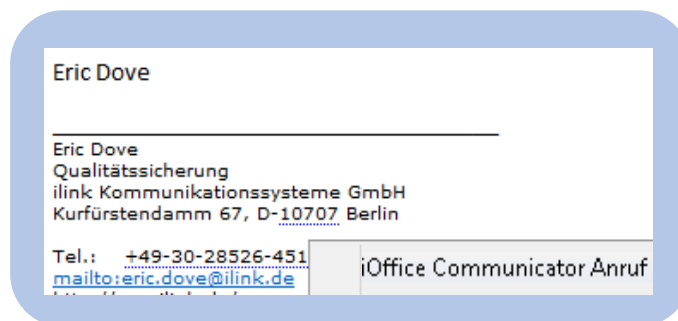 Eric Dove
Eric Dove
Qualitätssicherung
ilink Kommunikationssysteme GmbH
Kurfürstendamm 67, D-10707 Berlin
Tel.: +49-30-28526-451
iOffice Communicator Anruf
mailto:eric.dove@ilink.de